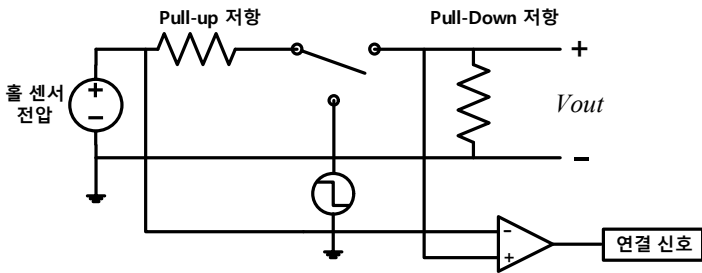 Pull-up 저항
Pull-Down 저항
홀 센서
전압
+
−
+
Vout
−
-
+
연결 신호